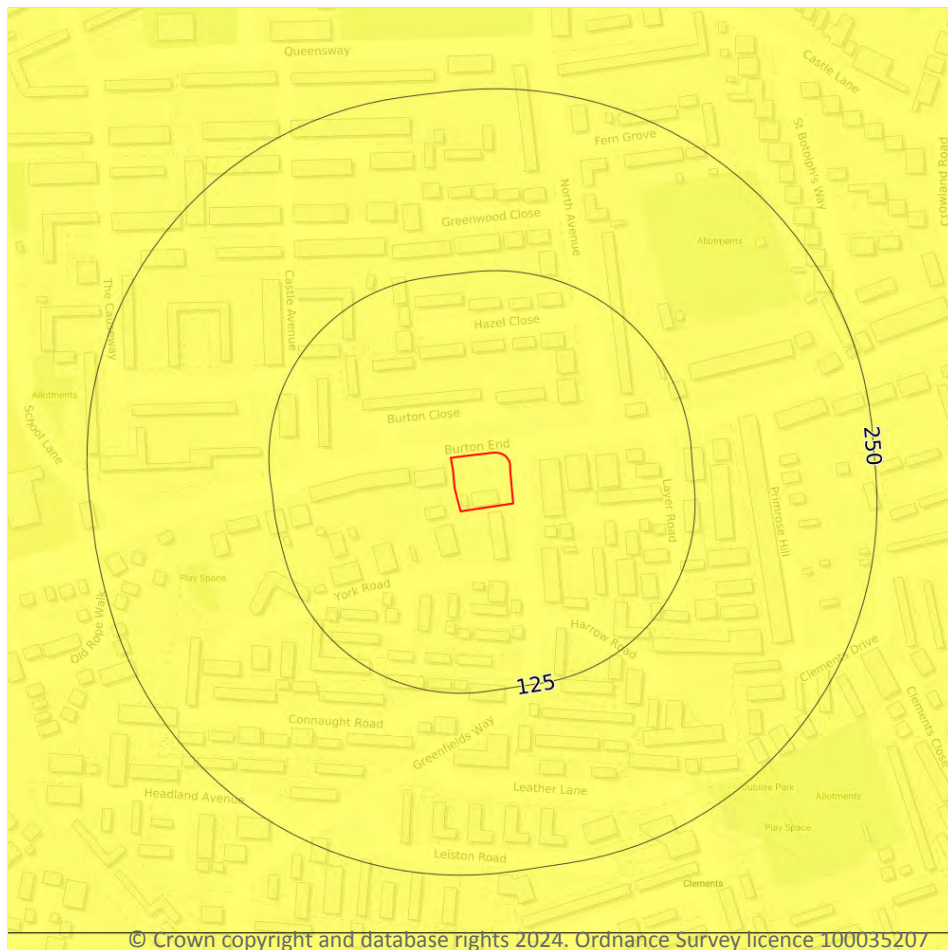 Queensway
Castle Lane
Fern Grove
St Botolph's Way
Crowland Road
North Avenue
Greenwood Close
Allotments
The Causeway
Castle Avenue
Hazel Close
Allotments
School Lane
Burton Close
Burton End
250
Layer Road
Primrose Hill
Play Space
York Road
Old Rope Walk
Harrow Road
Clements Drive
125
Connaught Road
Greenfields Way
Clements Close
Headland Avenue
Leather Lane
Jubilee Park
Allotments
Play Space
Leiston Road
Clements
© Crown copyright and database rights 2024. Ordnance Survey licence 100035207